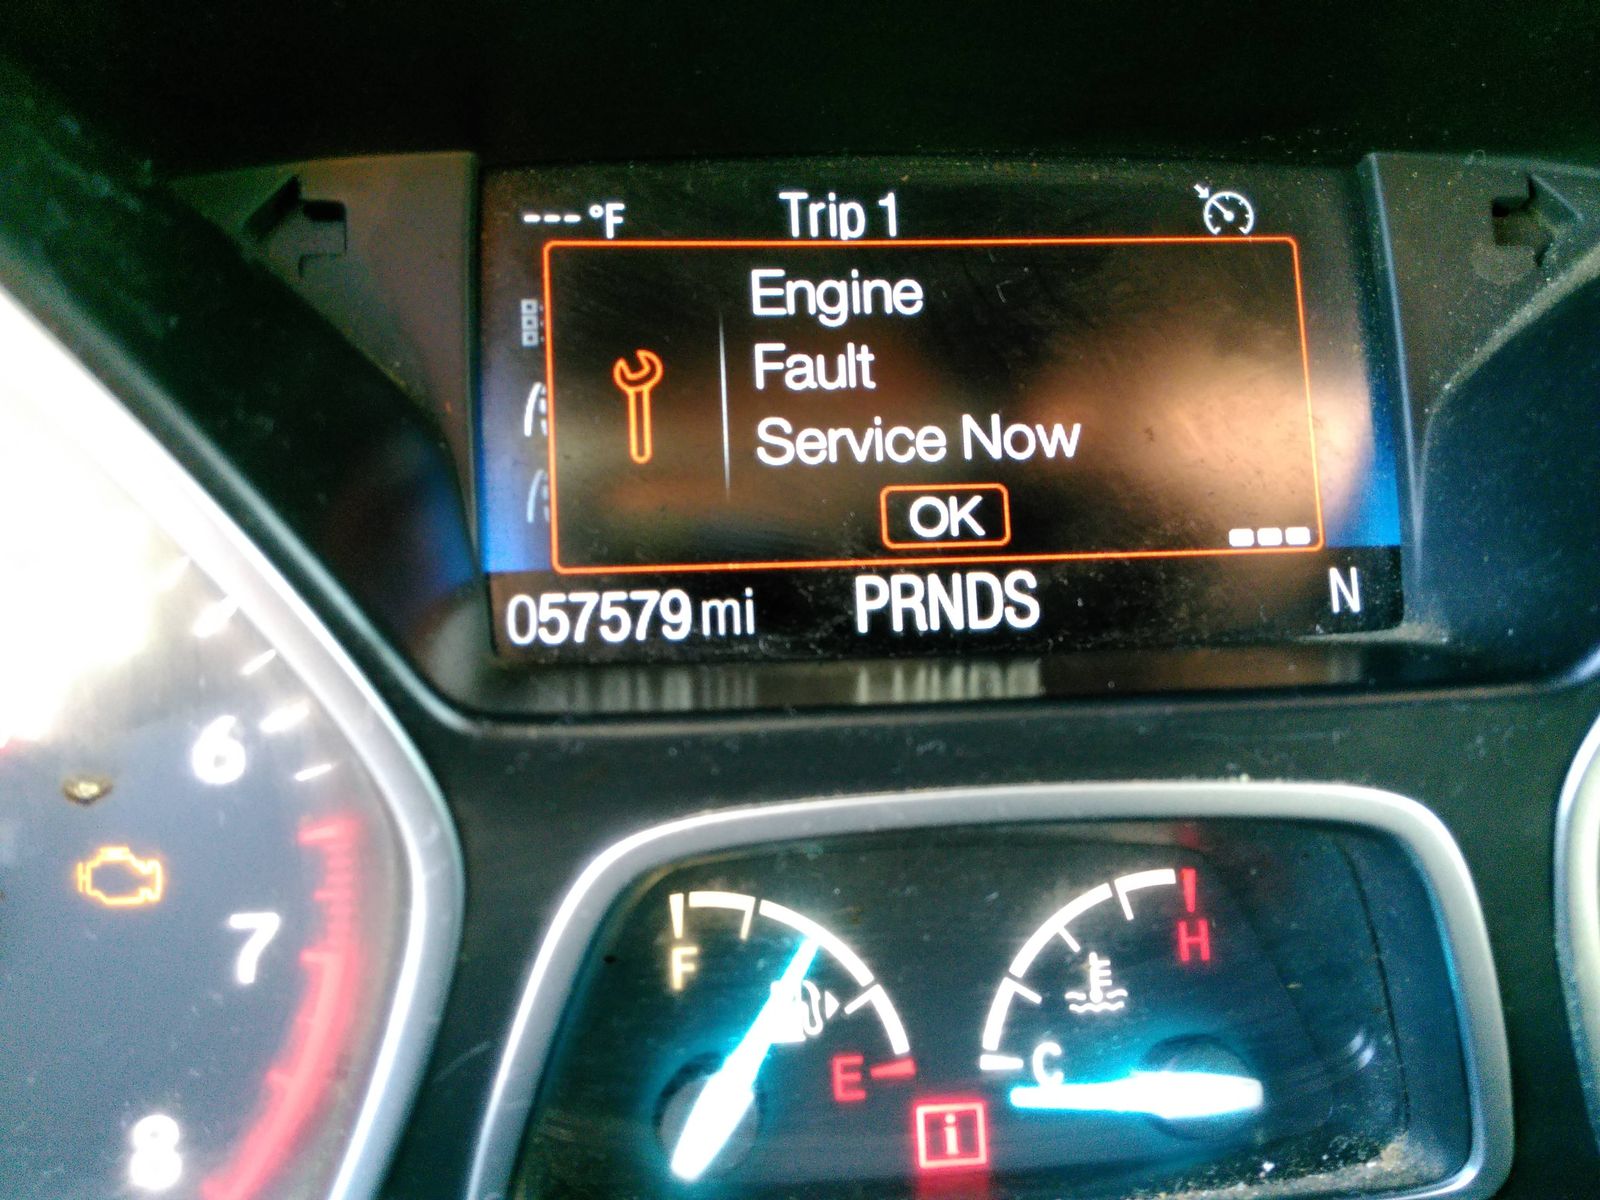 ---°F Trip 1
Engine
Fault
Service Now
OK
057579 mi PRNDS N
6
7
8
F
E
H
C
i